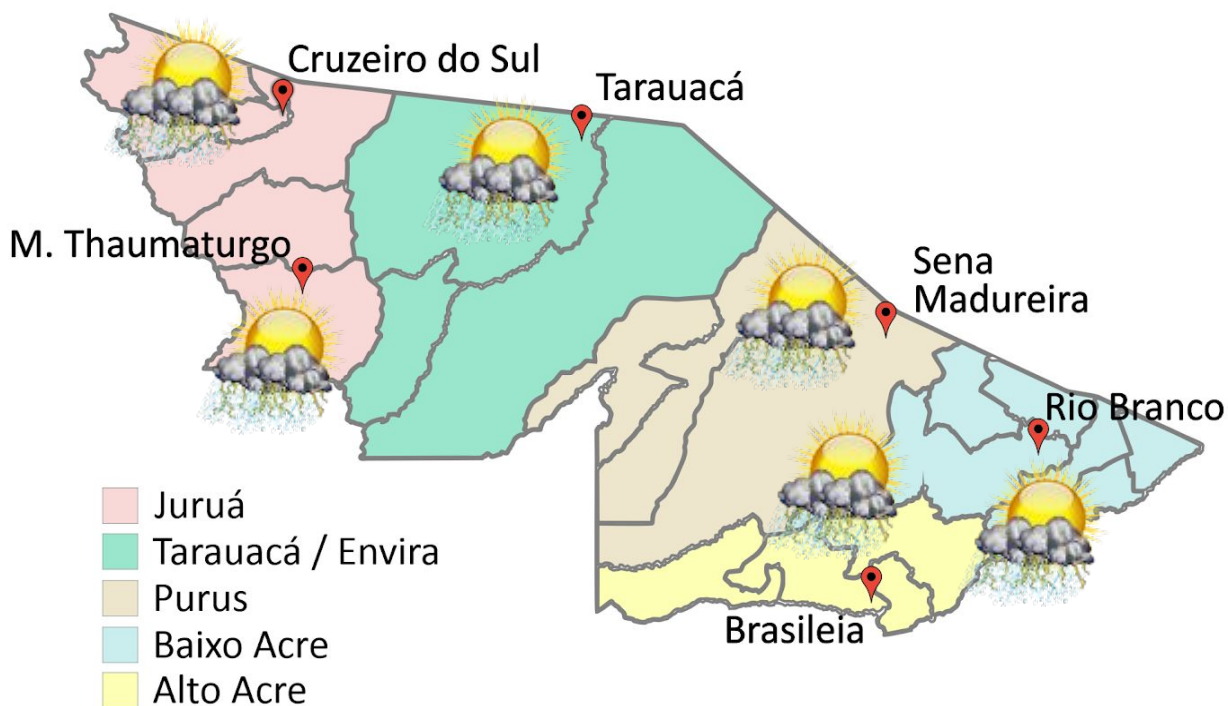 Cruzeiro do Sul
Tarauacá
M. Thaumaturgo
Sena
Madureira
Rio Branco
Brasileia
Juruá
Tarauacá / Envira
Purus
Baixo Acre
Alto Acre